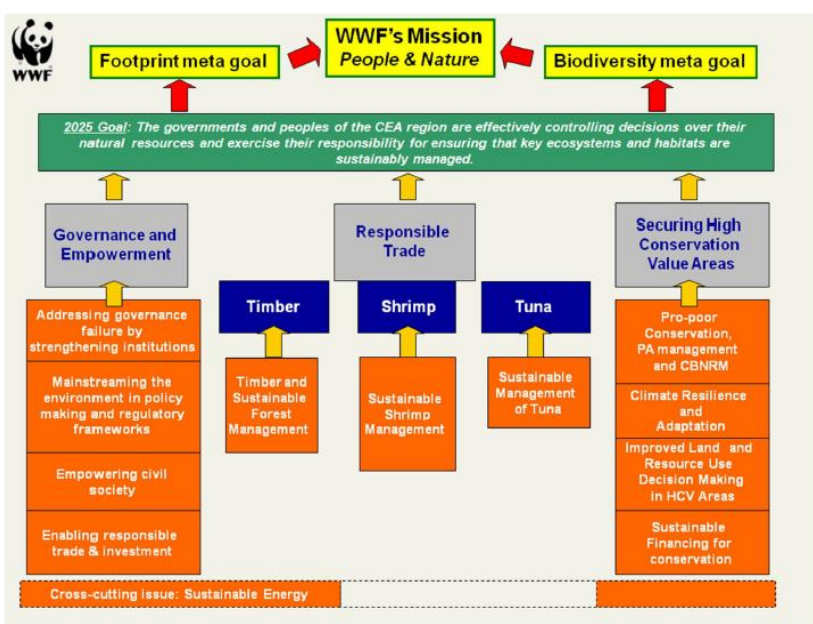 WWF
WWF's Mission
People & Nature
Footprint meta goal
Biodiversity meta goal
2025 Goal: The governments and peoples of the CEA region are effectively controlling decisions over their
natural resources and exercise their responsibility for ensuring that key ecosystems and habitats are
sustainably managed.
Governance and
Empowerment
Addressing governance
failure by
strengthening institutions
Mainstreaming the
environment in policy
making and regulatory
frameworks
Empowering civil
society
Enabling responsible
trade & investment
Responsible
Trade
Timber
Timber and
Sustainable
Forest
Management
Shrimp
Sustainable
Shrimp
Management
Tuna
Sustainable
Management
of Tuna
Securing High
Conservation
Value Areas
Pro-poor
Conservation,
PA management
and CBNRM
Climate Resilience
and
Adaptation
Improved Land and
Resource Use
Decision Making
in HCV Areas
Sustainable
Financing for
conservation
Cross-cutting issue: Sustainable Energy